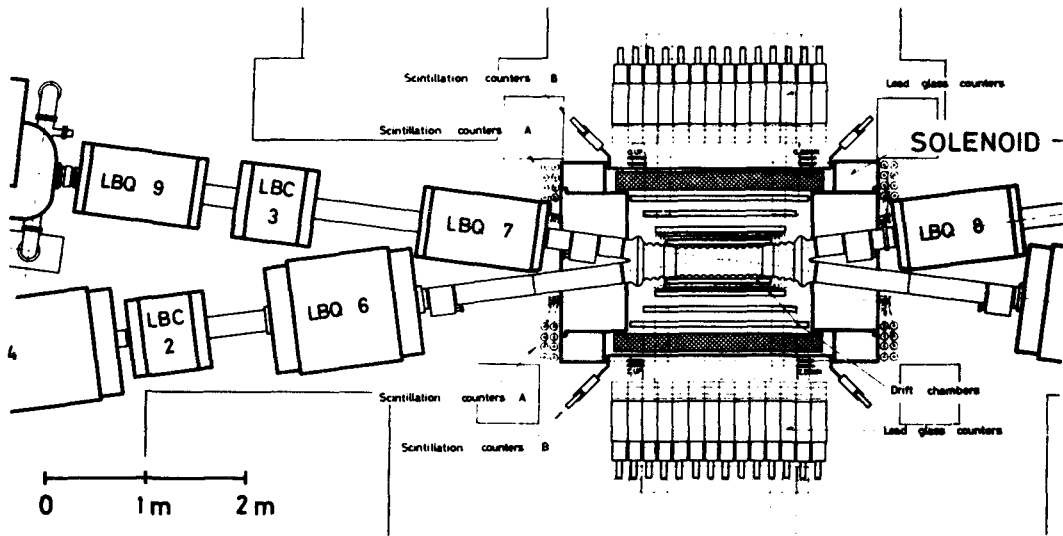 Scintillation counters B
Lead glass counters
Scintillation counters A
SOLENOID
LBQ 9
LBC
3
LBQ 7
LBQ 8
LBQ 6
LBC
2
4
Scintillation counters A
Drift chambers
Lead glass counters
Scintillation counters B
0 1m 2m